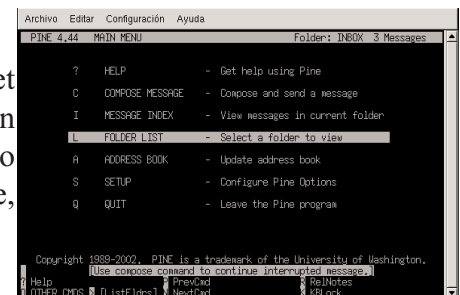 Archivo Editar Configuración Ayuda
PINE 4.44 MAIN MENU Folder: INBOX 3 Messages
? HELP - Get help using Pine
C COMPOSE MESSAGE - Compose and send a message
I MESSAGE INDEX - View messages in current folder
L FOLDER LIST - Select a folder to view
A ADDRESS BOOK - Update address book
S SETUP - Configure Pine Options
Q QUIT - Leave the Pine program
Copyright 1989-2002. PINE is a trademark of the University of Washington.
[Use compose command to continue interrupted message.]
? Help P PrevCmd R RelNotes
O OTHER CMDS > [ListFldrs] N NextCmd K KBLock
et
n
o
e,